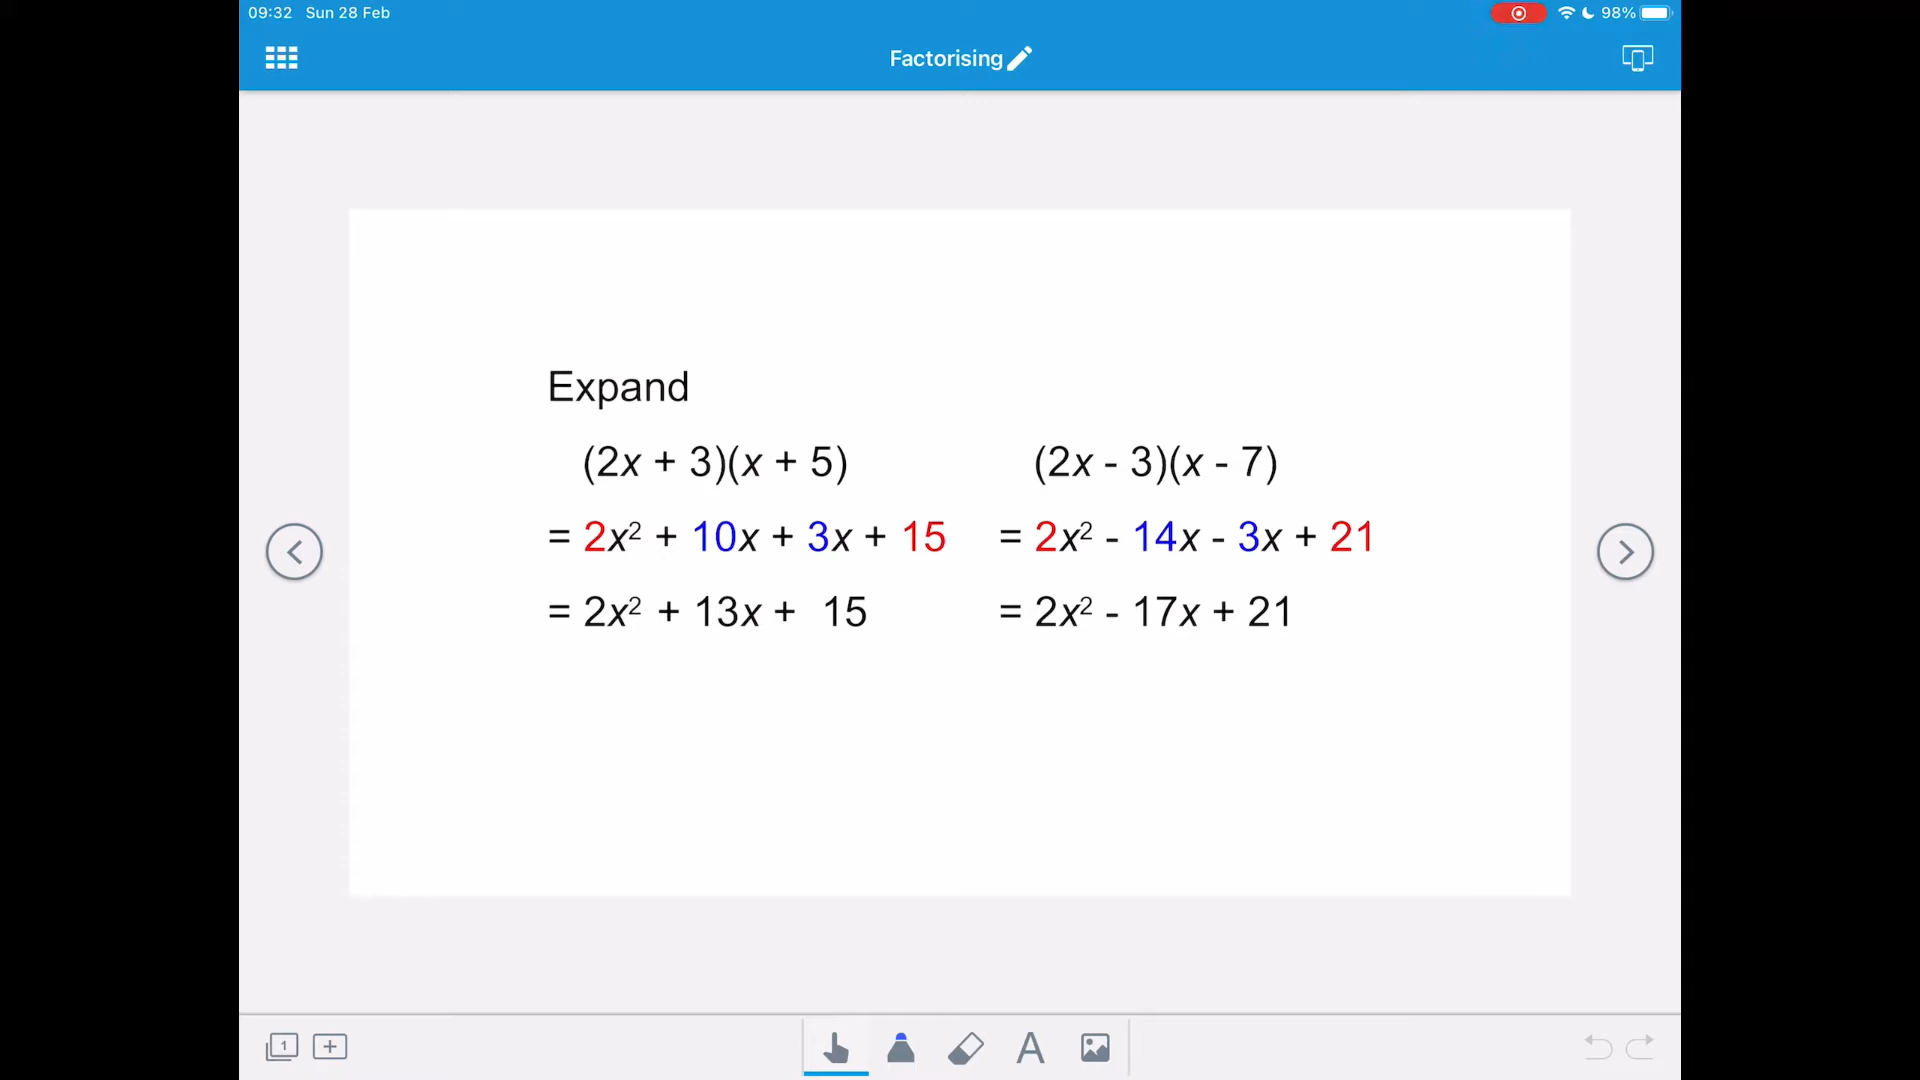 09:32 Sun 28 Feb 98%
Factorising
Expand
(2x + 3)(x + 5) (2x - 3)(x - 7)
= 2x² + 10x + 3x + 15 = 2x² - 14x - 3x + 21
= 2x² + 13x + 15 = 2x² - 17x + 21
1 A